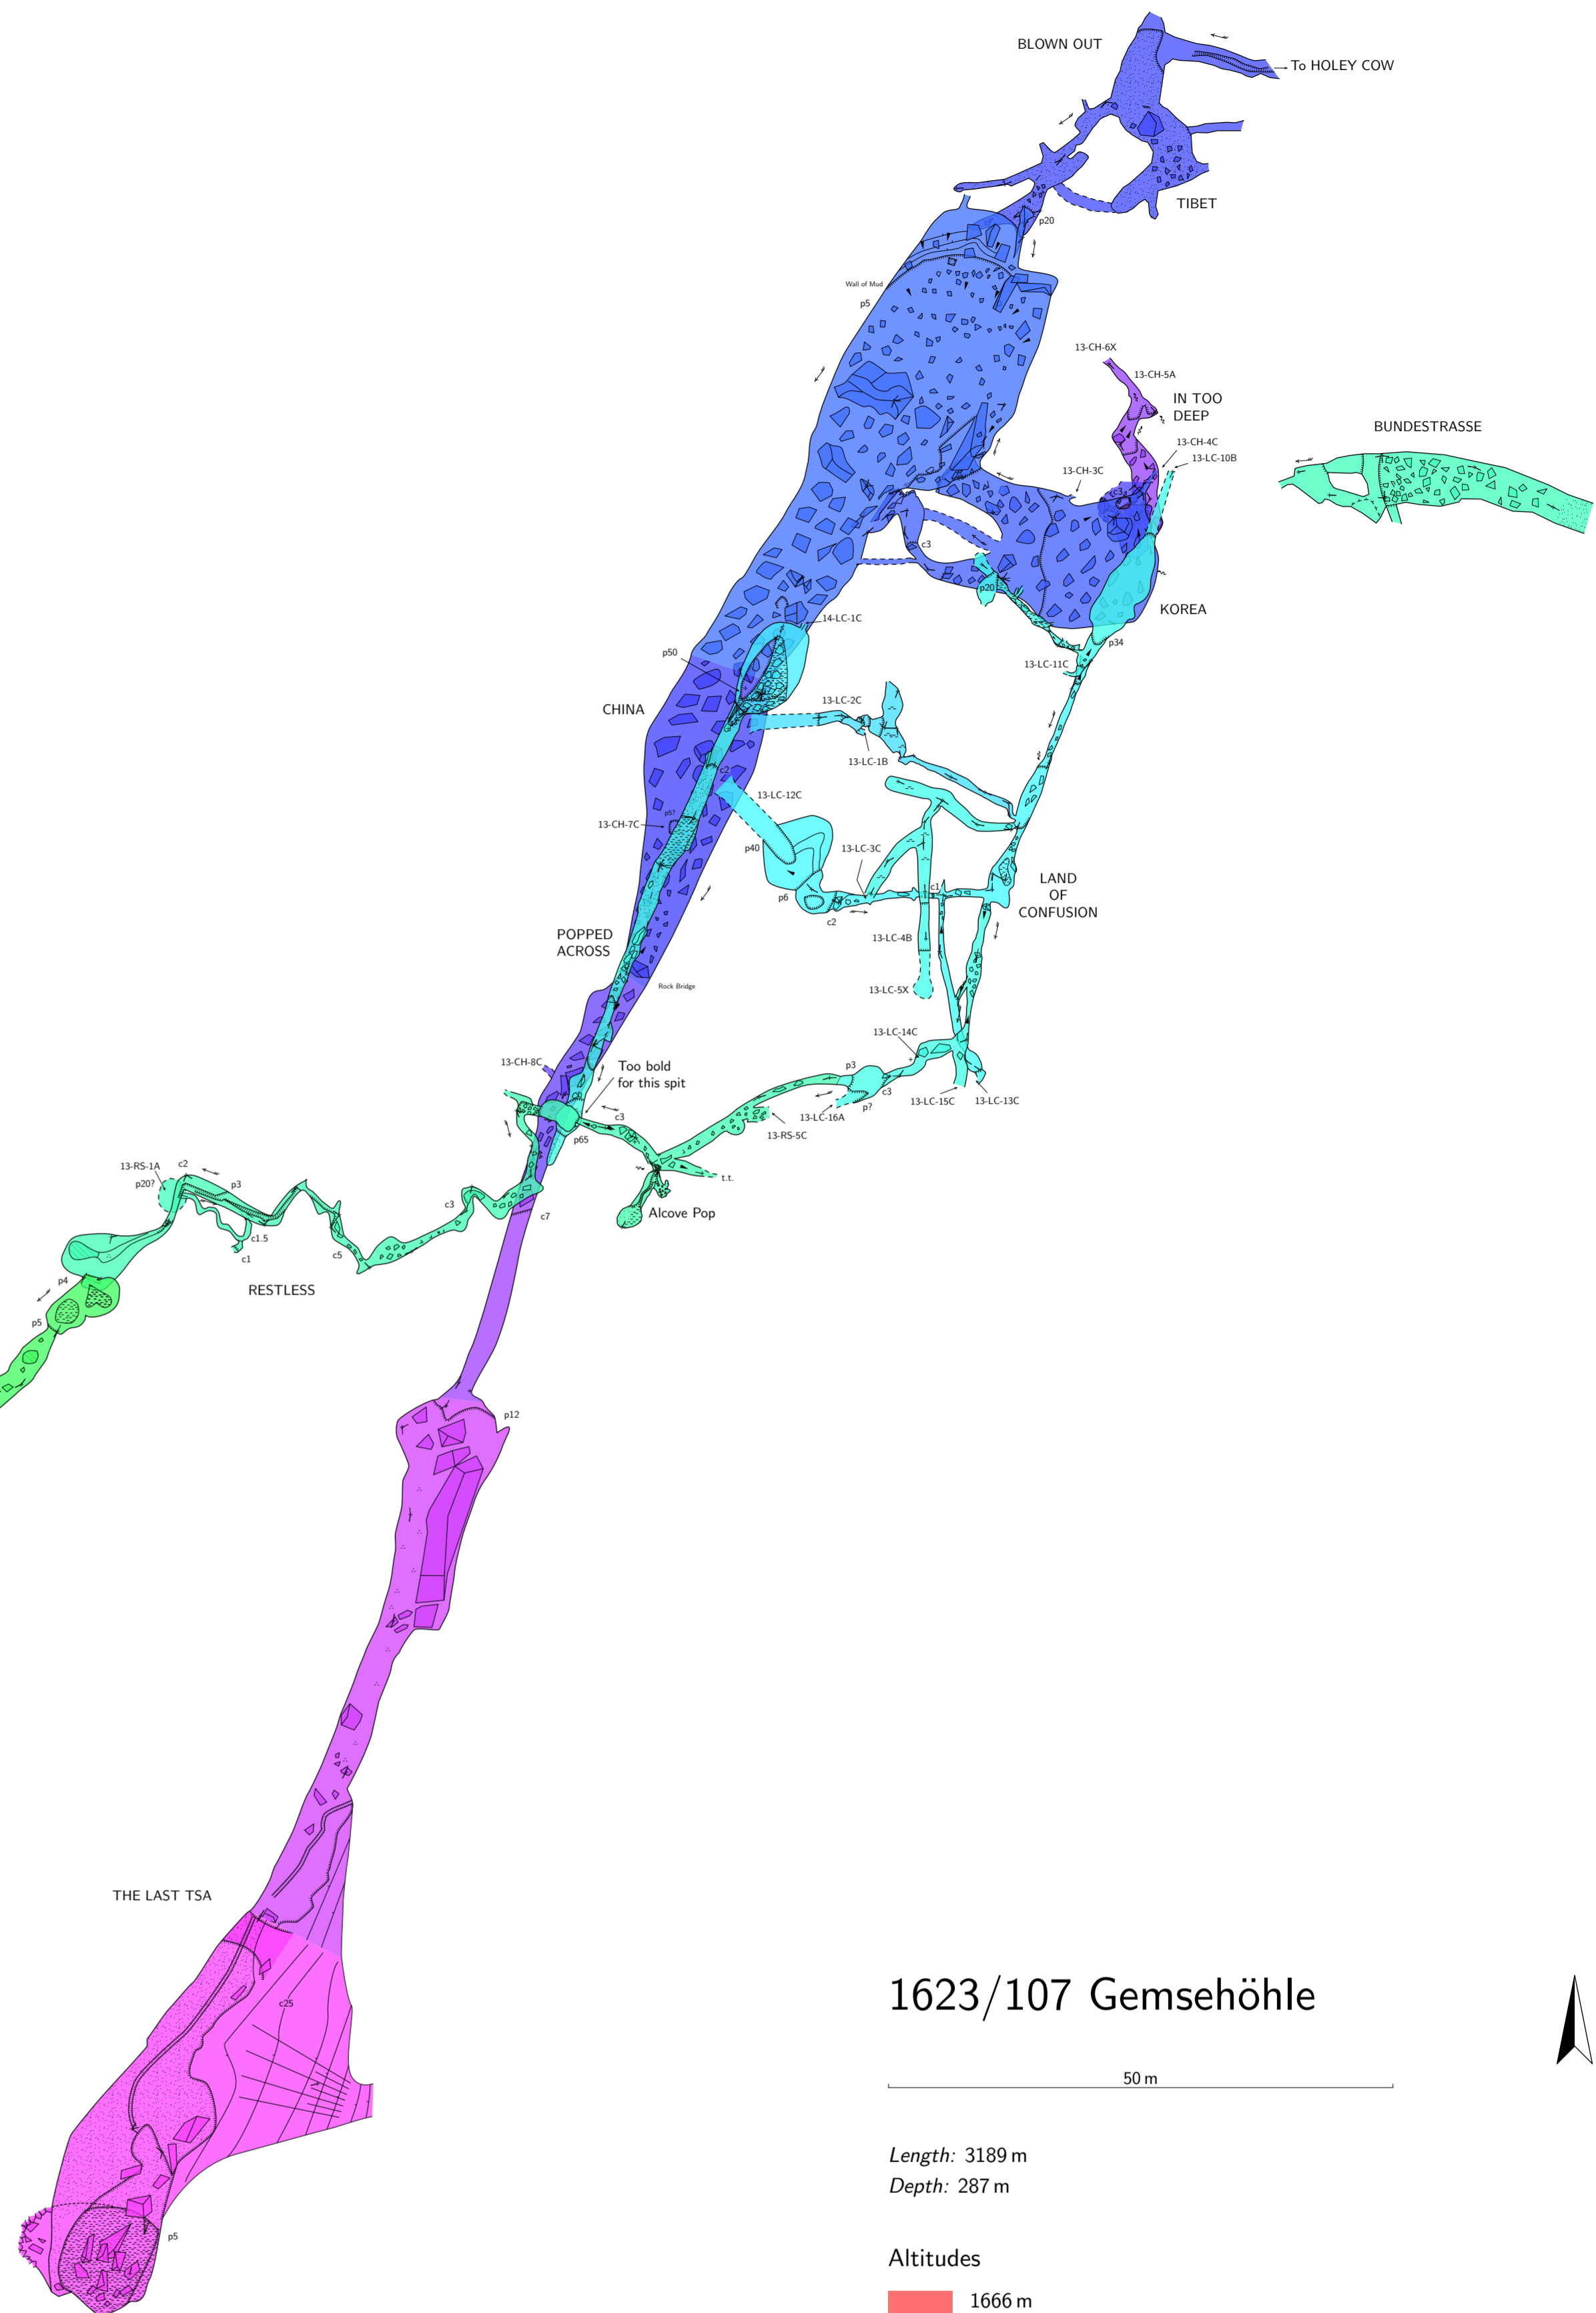 BLOWN OUT
To HOLEY COW
TIBET
p20
Wall of Mud
p5
13-CH-6X
13-CH-5A
IN TOO
DEEP
BUNDESTRASSE
13-CH-4C
13-LC-10B
13-CH-3C
c3
p20
KOREA
14-LC-1C
p34
p50
13-LC-11C
13-LC-2C
CHINA
13-LC-1B
c2
13-LC-12C
p5?
13-CH-7C
p40
13-LC-3C
LAND
OF
CONFUSION
c1
p6
c2
POPPED
ACROSS
13-LC-4B
Rock Bridge
13-LC-5X
13-LC-14C
13-CH-8C
Too bold
for this spit
p3
c3
13-LC-15C
13-LC-13C
p?
13-LC-16A
c3
13-RS-5C
p65
13-RS-1A
c2
p20?
p3
t.t.
c3
Alcove Pop
c7
c1.5
c1
c5
RESTLESS
p4
p5
p12
THE LAST TSA
c25
1623/107 Gemsehöhle
50 m
Length: 3189 m
Depth: 287 m
p5
Altitudes
1666 m